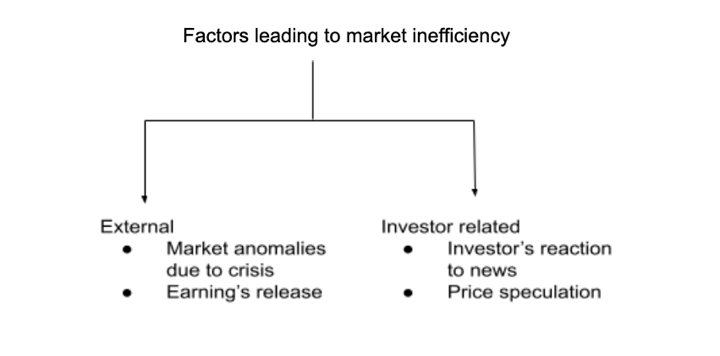 Factors leading to market inefficiency
External
● Market anomalies
due to crisis
● Earning's release
Investor related
● Investor's reaction
to news
● Price speculation